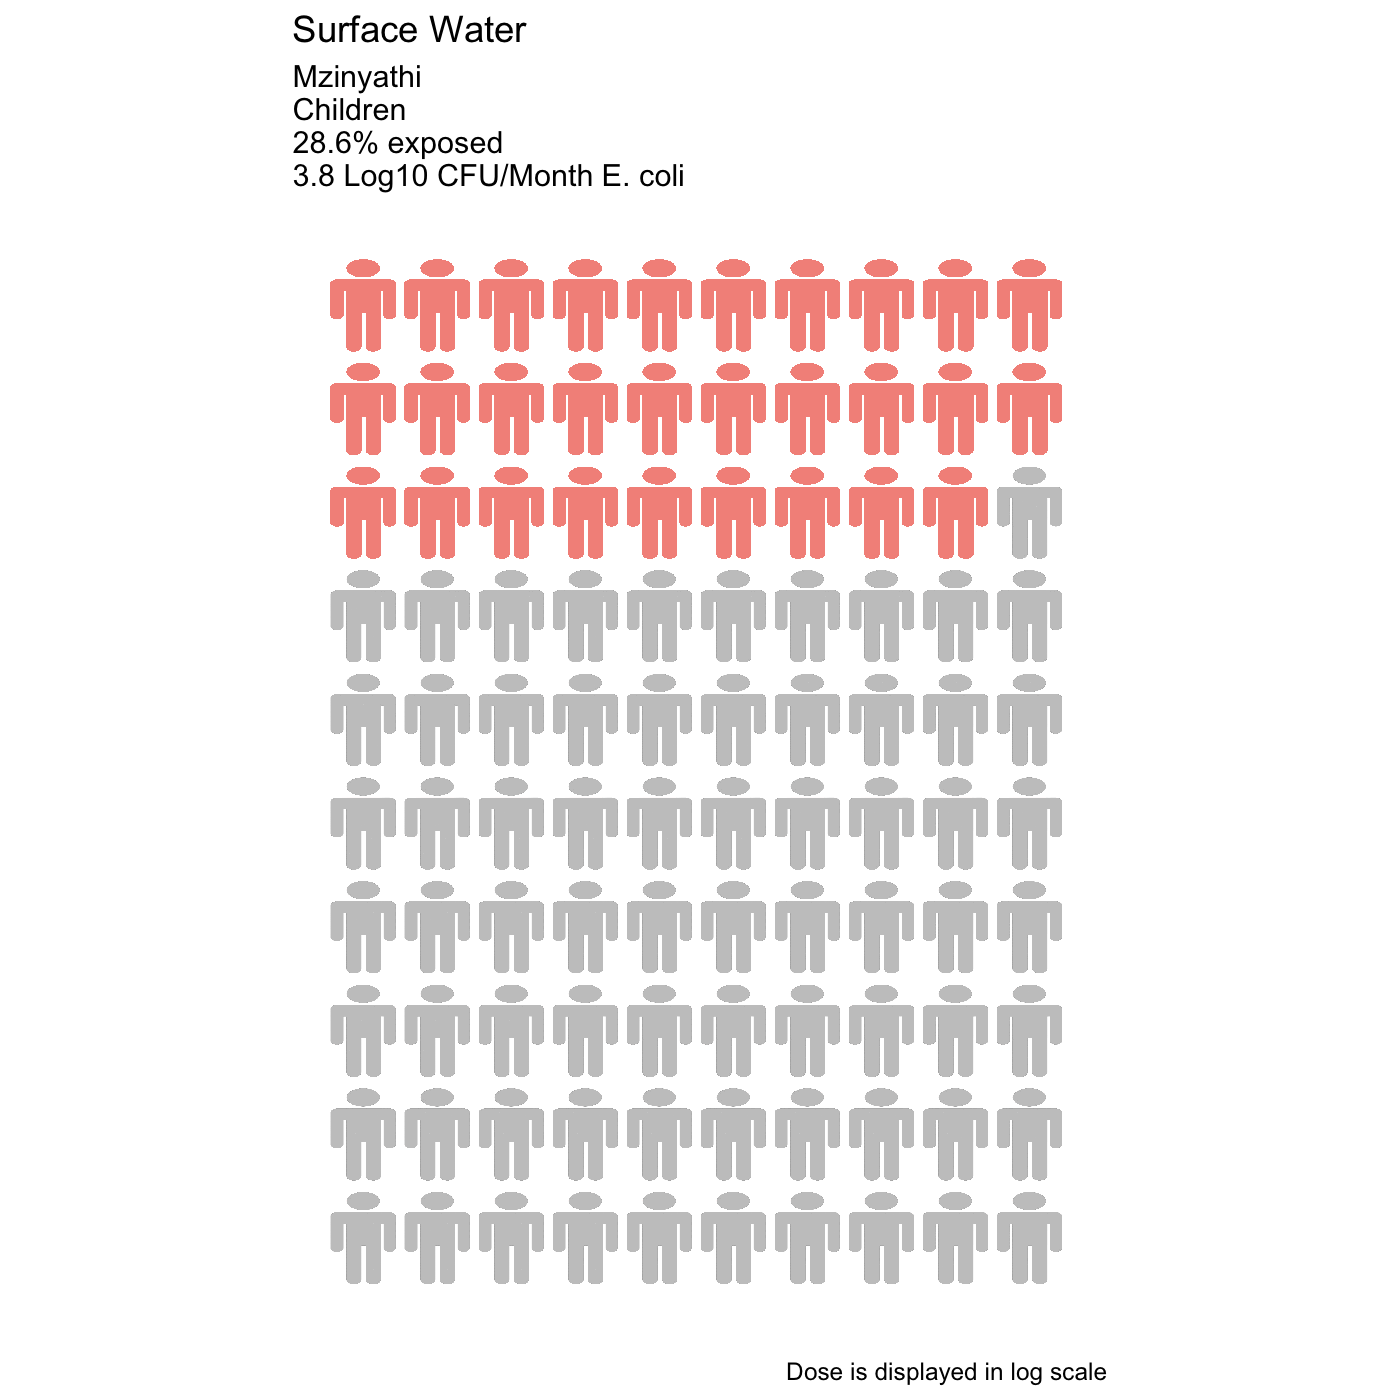 Surface Water
Mzinyathi
Children
28.6% exposed
3.8 Log10 CFU/Month E. coli
Dose is displayed in log scale